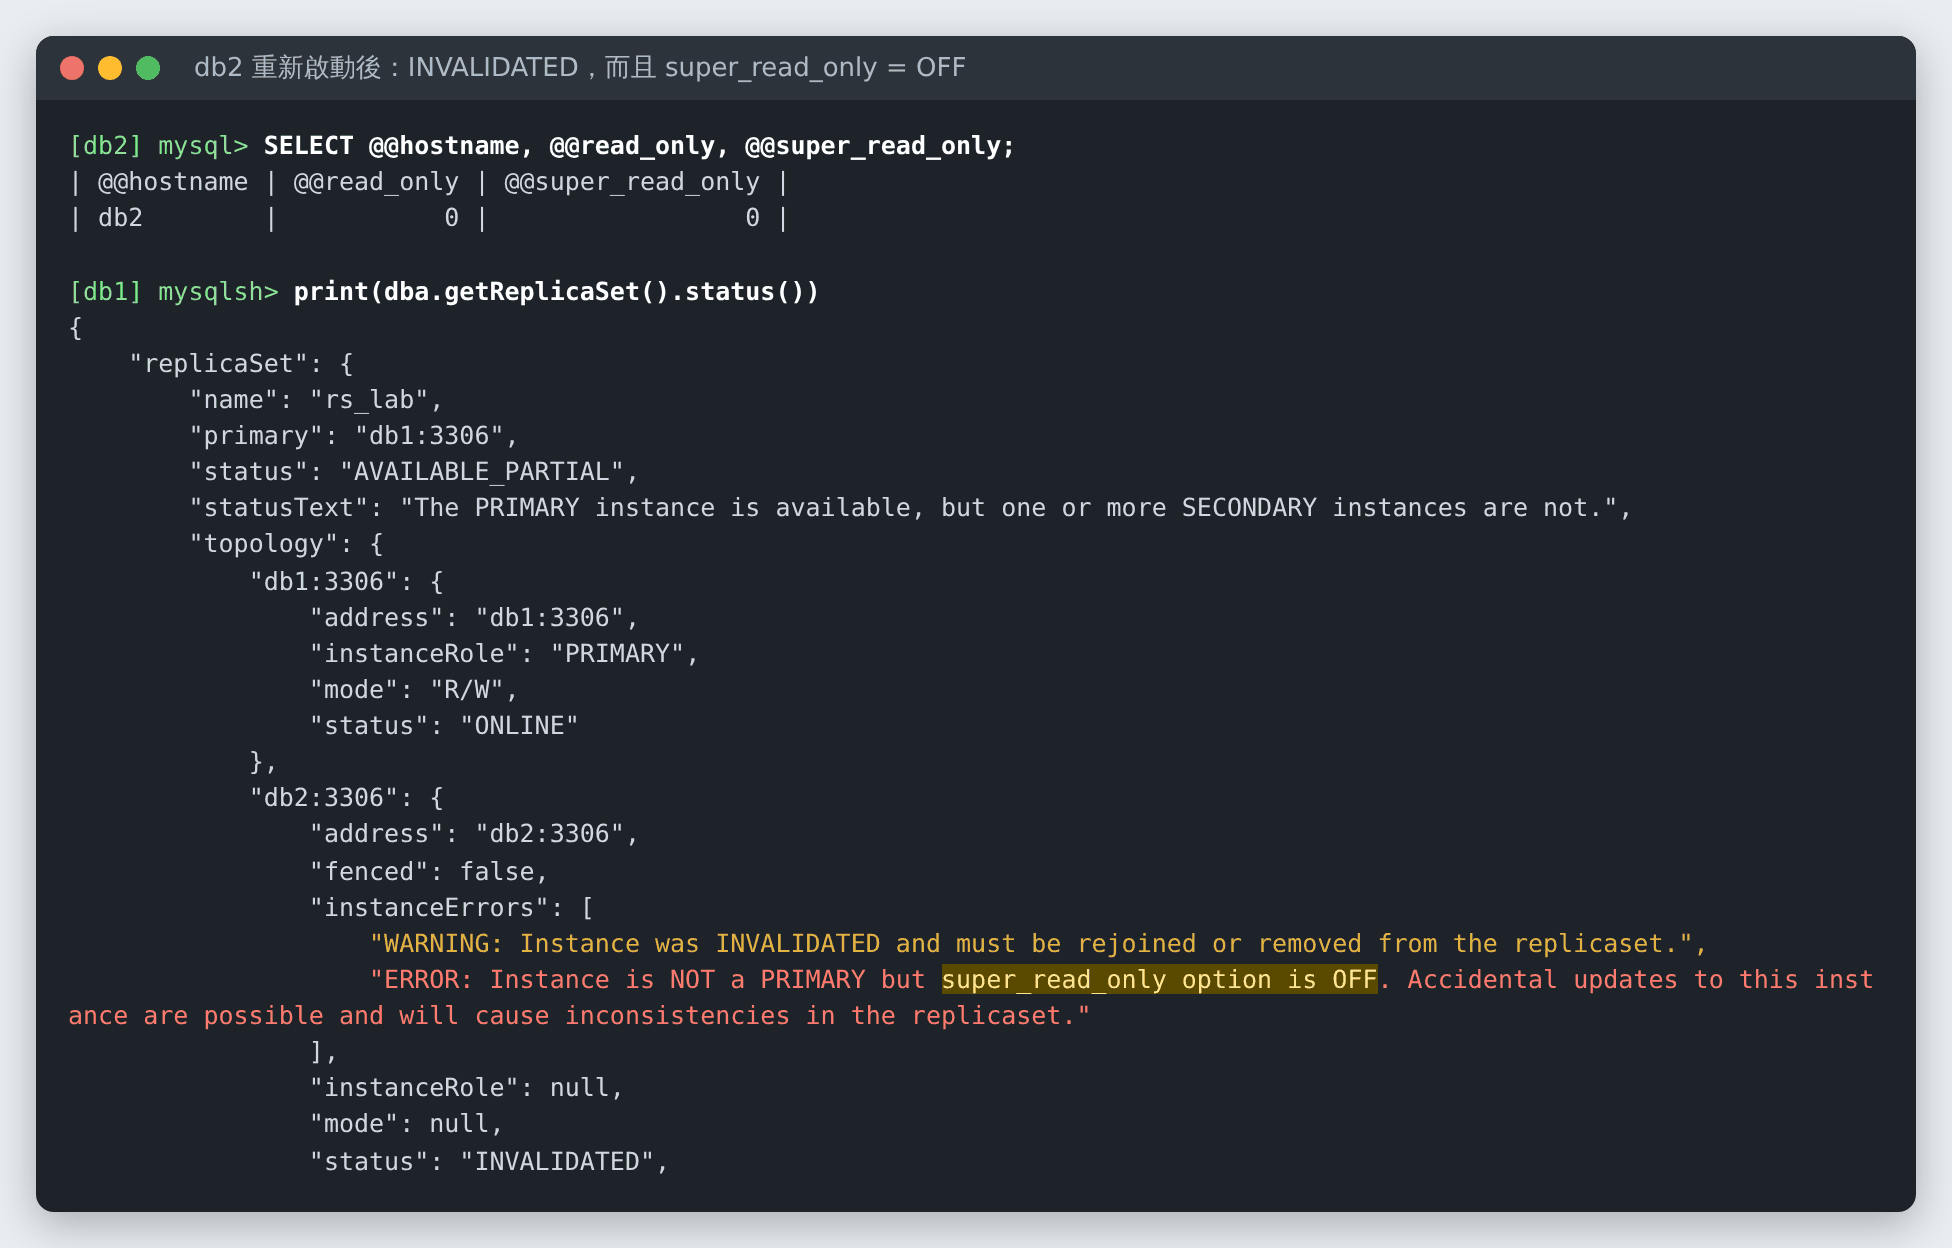 db2 重新啟動後：INVALIDATED，而且 super_read_only = OFF
[db2] mysql> SELECT @@hostname, @@read_only, @@super_read_only;
| @@hostname | @@read_only | @@super_read_only |
| db2        |           0 |                 0 |
[db1] mysqlsh> print(dba.getReplicaSet().status())
{
    "replicaSet": {
        "name": "rs_lab",
        "primary": "db1:3306",
        "status": "AVAILABLE_PARTIAL",
        "statusText": "The PRIMARY instance is available, but one or more SECONDARY instances are not.",
        "topology": {
            "db1:3306": {
                "address": "db1:3306",
                "instanceRole": "PRIMARY",
                "mode": "R/W",
                "status": "ONLINE"
            },
            "db2:3306": {
                "address": "db2:3306",
                "fenced": false,
                "instanceErrors": [
                    "WARNING: Instance was INVALIDATED and must be rejoined or removed from the replicaset.",
                    "ERROR: Instance is NOT a PRIMARY but super_read_only option is OFF. Accidental updates to this inst
ance are possible and will cause inconsistencies in the replicaset."
                ],
                "instanceRole": null,
                "mode": null,
                "status": "INVALIDATED",